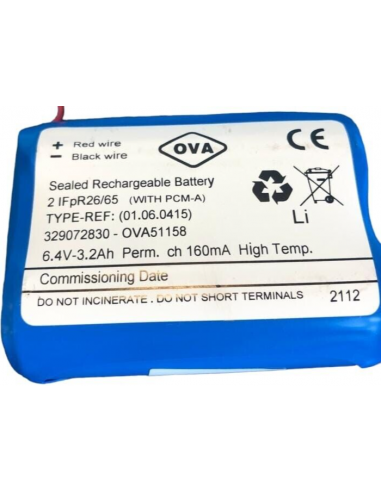 + Red wire
- Black wire
OVA
CE
Sealed Rechargeable Battery
2 IFpR26/65 (WITH PCM-A)
TYPE-REF: (01.06.0415)
329072830 - OVA51158
Li
6.4V-3.2Ah Perm. ch 160mA High Temp.
Commissioning Date
DO NOT INCINERATE . DO NOT SHORT TERMINALS 2112